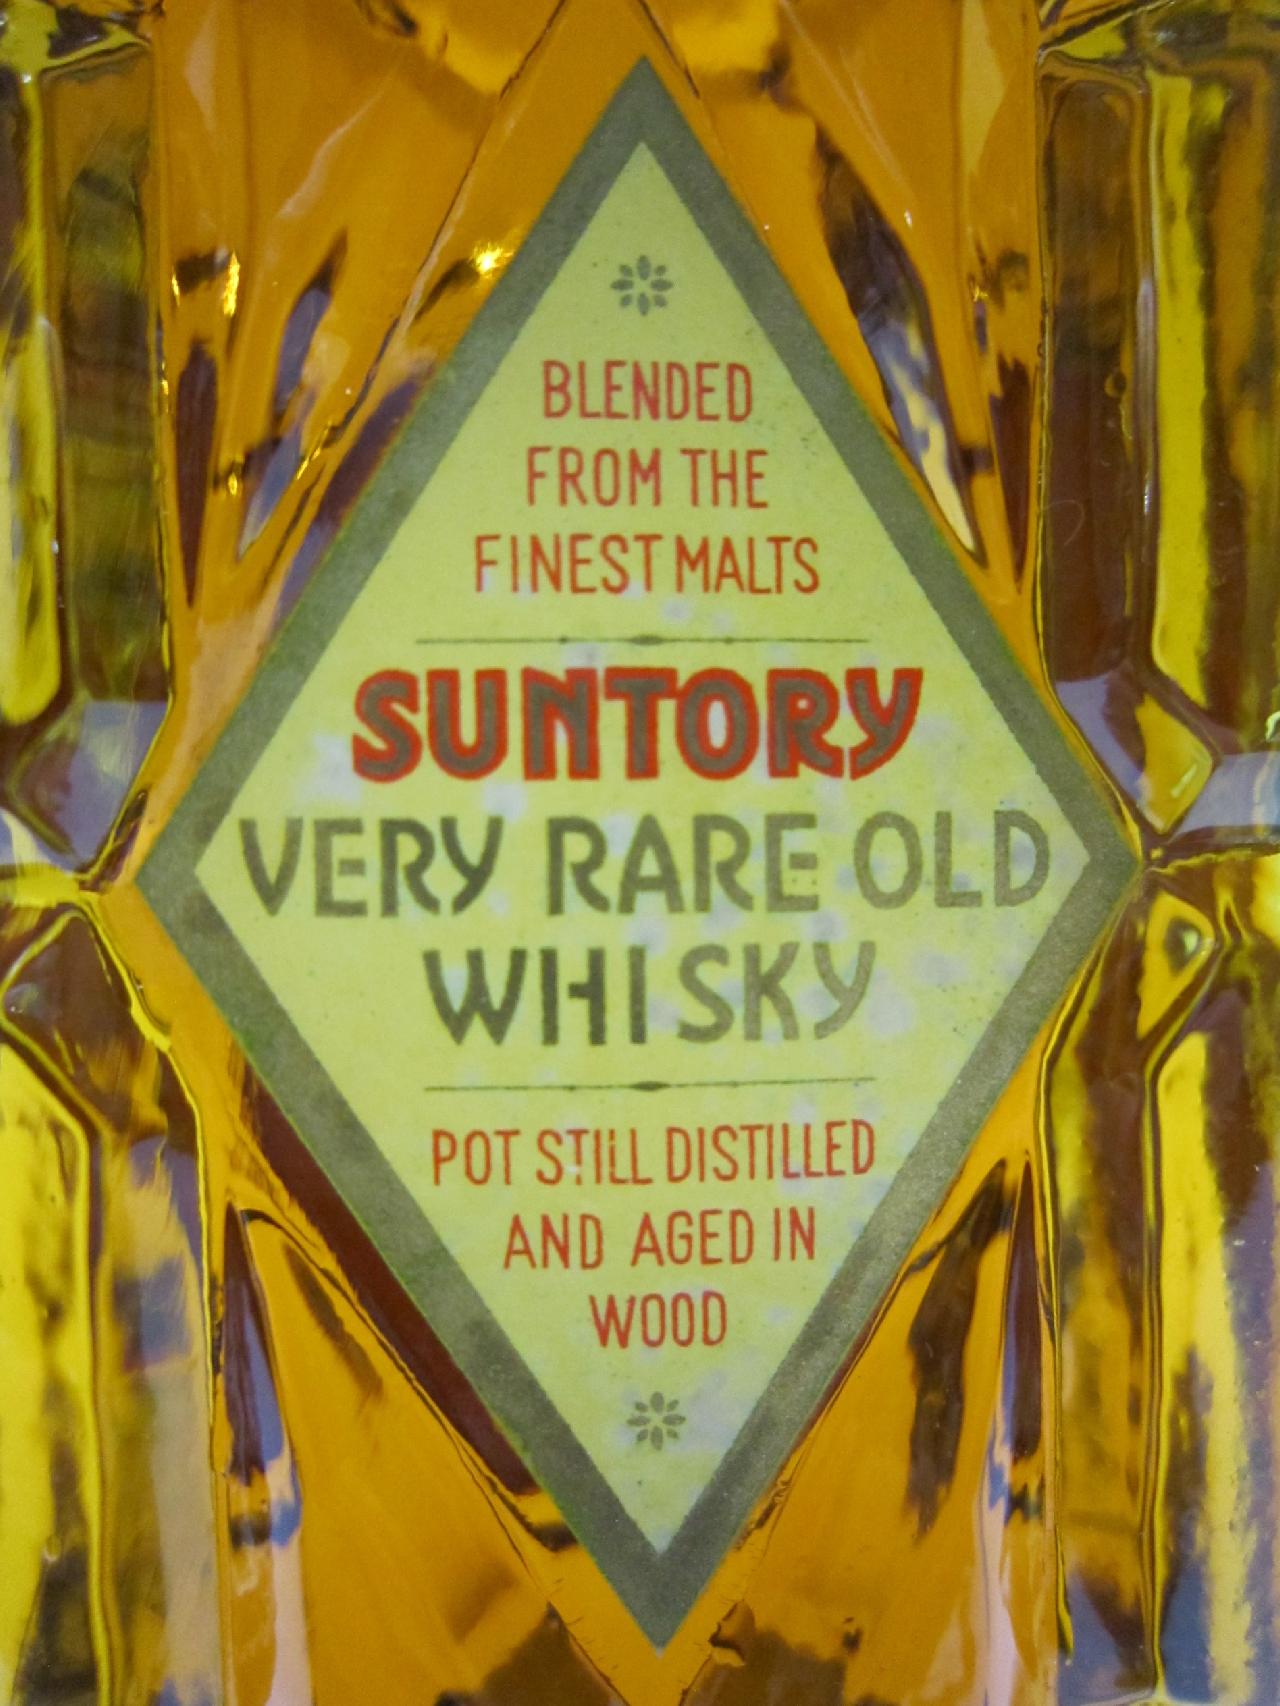 BLENDED
FROM THE
FINEST MALTS
SUNTORY
VERY RARE OLD
WHISKY
POT STILL DISTILLED
AND AGED IN
WOOD